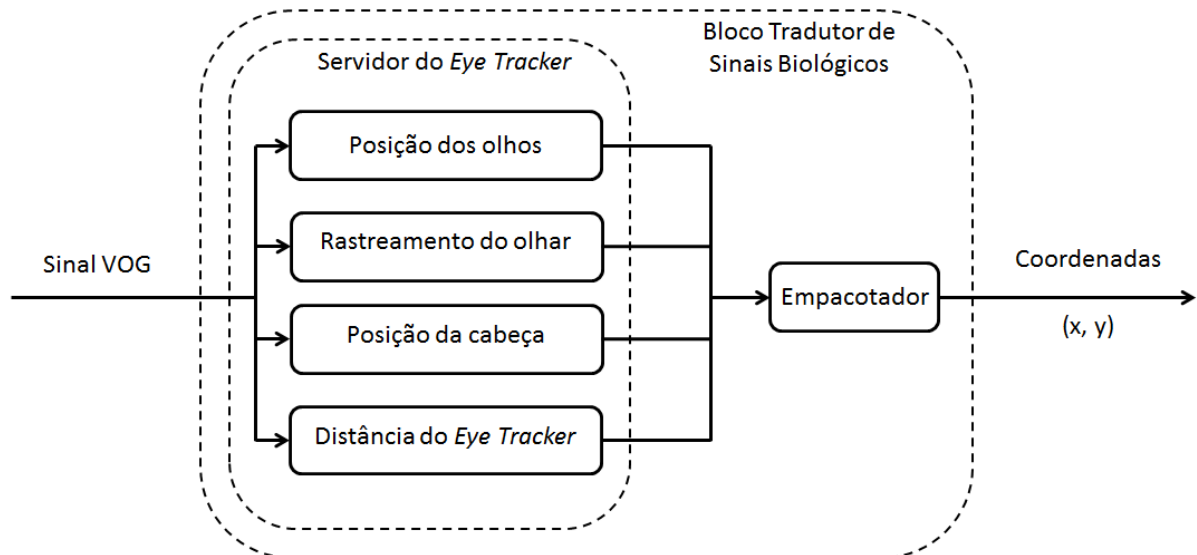 Bloco Tradutor de
Sinais Biológicos
Servidor do Eye Tracker
Posição dos olhos
Rastreamento do olhar
Sinal VOG
Posição da cabeça
Distância do Eye Tracker
Empacotador
Coordenadas
(x, y)